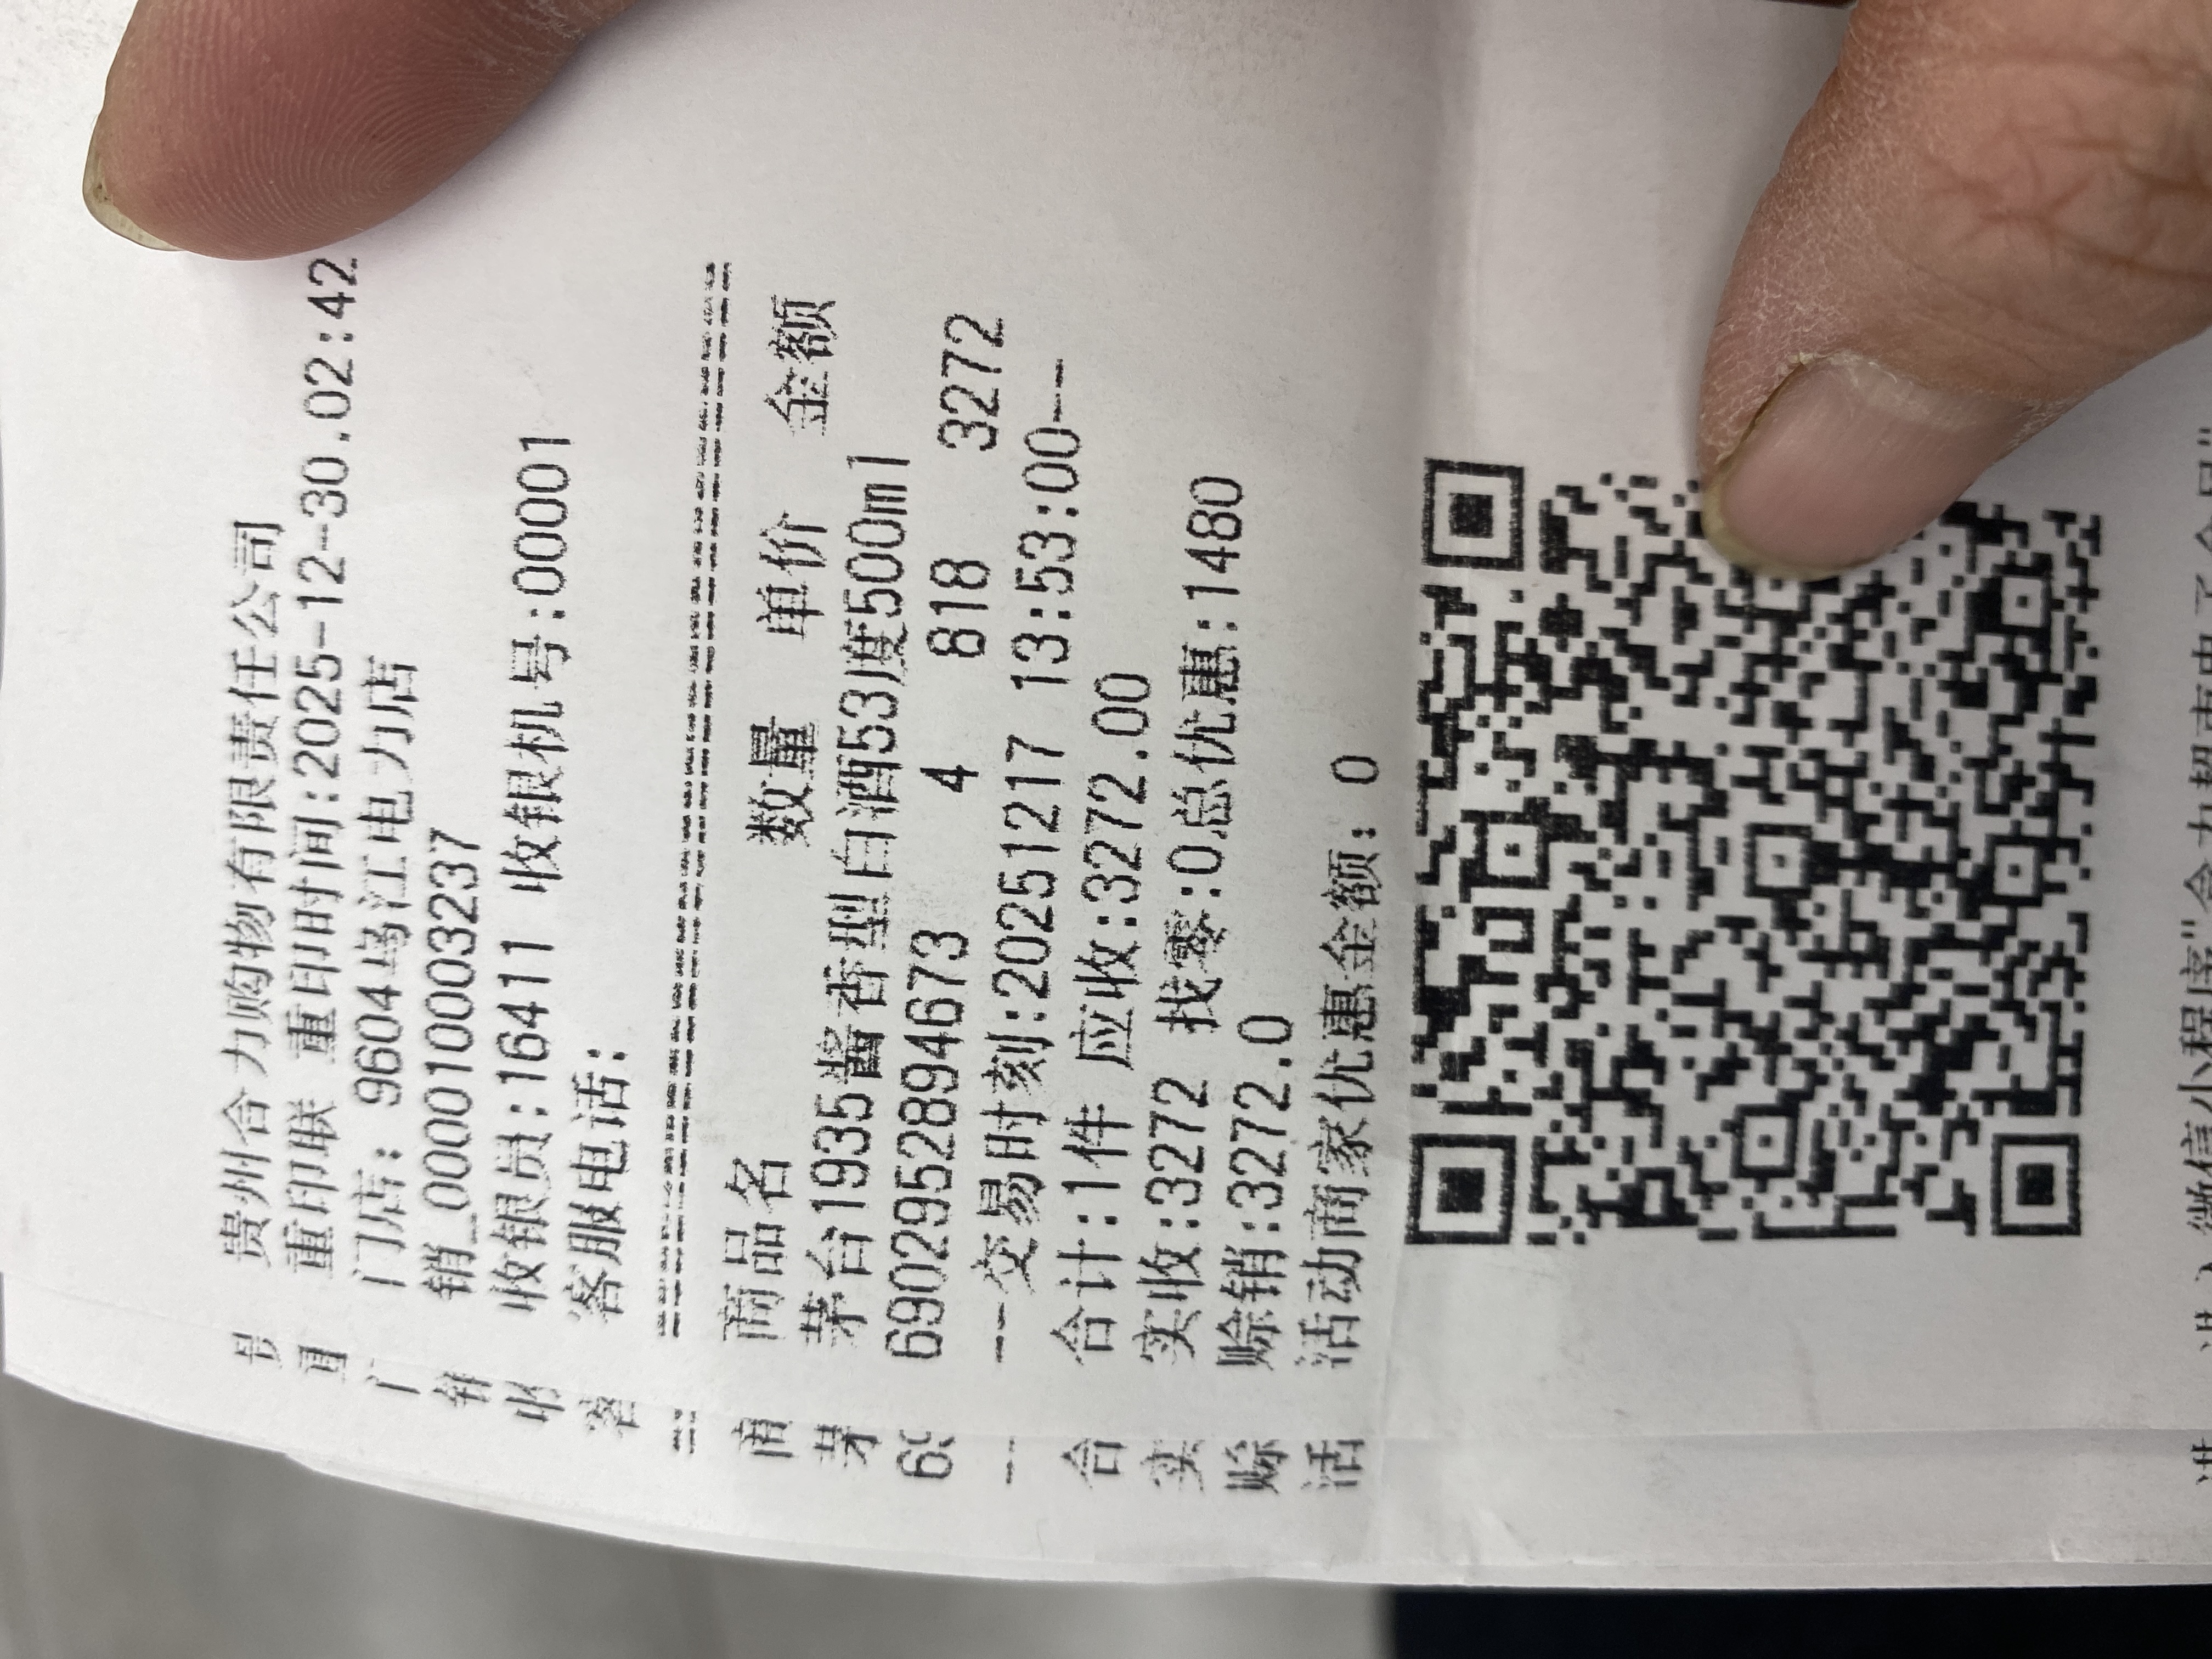 贵州合力购物有限责任公司
重印联 重印时间:2025-12-30.02:42
门店: 9604乌江电力店
销_000010003237
收银员:16411 收银机号:00001
客服电话:
商品名 数量 单价 金额
茅台1935酱香型白酒53度500ml
6902952894673 4 818 3272
--交易时刻:20251217 13:53:00--
合计:1件 应收:3272.00
实收:3272 找零:0总优惠:1480
赊销:3272.0
活动商家优惠金额: 0